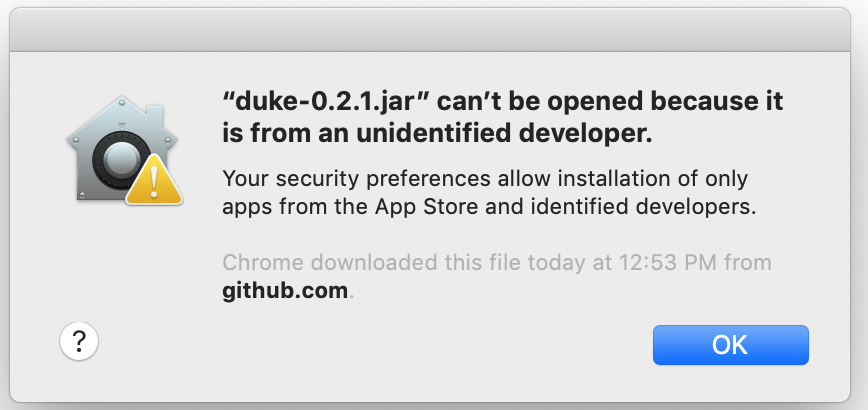 “duke-0.2.1.jar” can’t be opened because it
is from an unidentified developer.
Your security preferences allow installation of only
apps from the App Store and identified developers.
Chrome downloaded this file today at 12:53 PM from
github.com.
?
OK